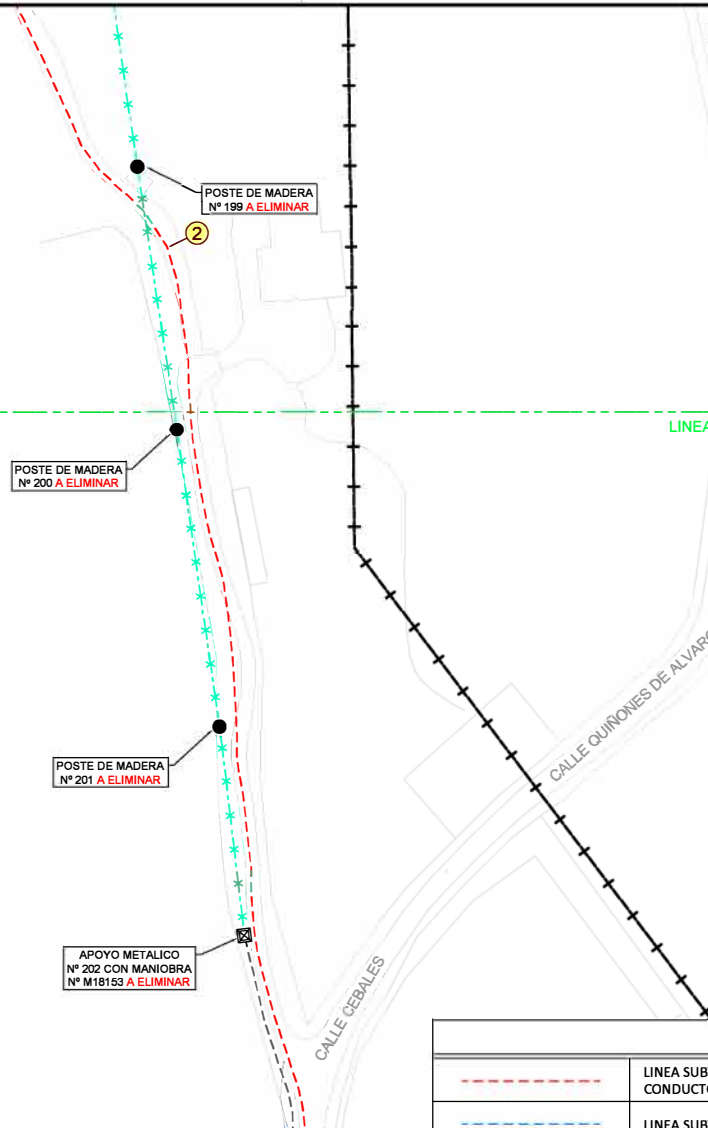 POSTE DE MADERA
Nº 199 A ELIMINAR
2
LINEA
POSTE DE MADERA
Nº 200 A ELIMINAR
CALLE QUIÑONES DE ALVARO
POSTE DE MADERA
Nº 201 A ELIMINAR
APOYO METALICO
Nº 202 CON MANIOBRA
Nº M18153 A ELIMINAR
CALLE CEBALES
LINEA SUB
CONDUCTO
LINEA SUB